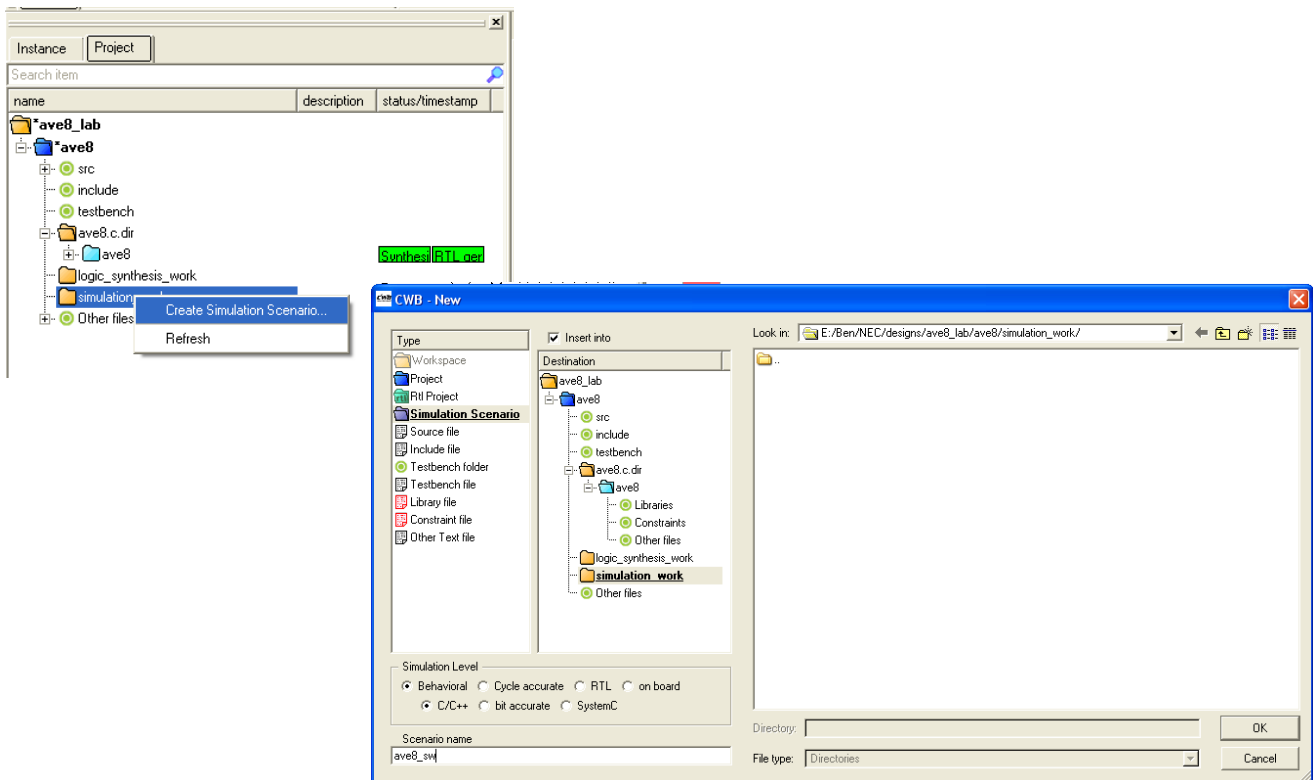 Instance Project
Search item
name description status/timestamp
*ave8_lab
*ave8
src
include
testbench
ave8.c.dir
ave8 Synthesi RTL ger
logic_synthesis_work
simulation
Other files
Create Simulation Scenario...
Refresh
CWB - New
Type
Workspace
Project
Rtl Project
Simulation Scenario
Source file
Include file
Testbench folder
Testbench file
Library file
Constraint file
Other Text file
Insert into
Destination
ave8_lab
ave8
src
include
testbench
ave8.c.dir
ave8
Libraries
Constraints
Other files
logic_synthesis_work
simulation_work
Other files
Look in: E:/Ben/NEC/designs/ave8_lab/ave8/simulation_work/
..
Simulation Level
Behavioral Cycle accurate RTL on board
C/C++ bit accurate SystemC
Scenario name
ave8_sw
Directory: OK
File type: Directories Cancel